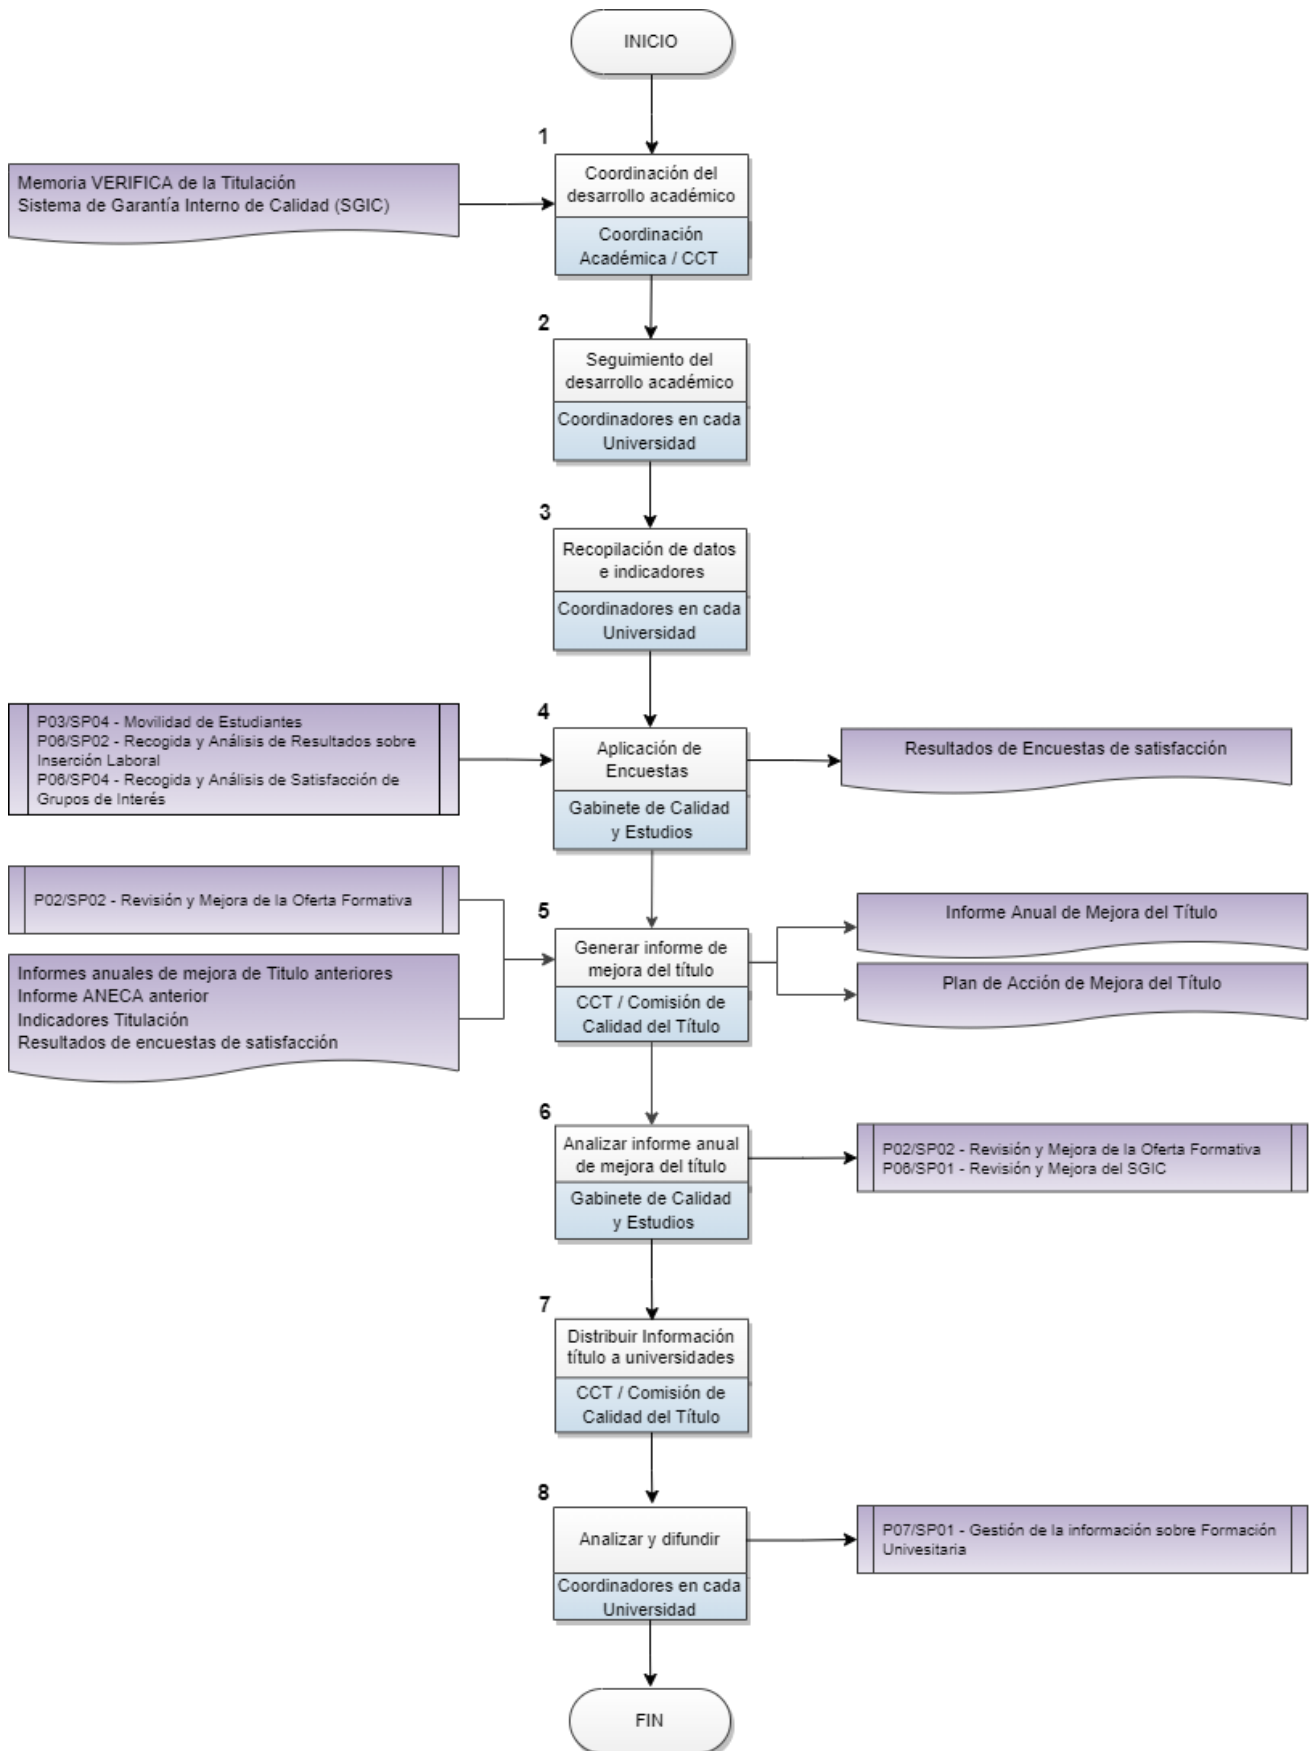 INICIO
1
Coordinación del
desarrollo académico
Coordinación
Académica / CCT
Memoria VERIFICA de la Titulación
Sistema de Garantía Interno de Calidad (SGIC)
2
Seguimiento del
desarrollo académico
Coordinadores en cada
Universidad
3
Recopilación de datos
e indicadores
Coordinadores en cada
Universidad
P03/SP04 - Movilidad de Estudiantes
P06/SP02 - Recogida y Análisis de Resultados sobre
Inserción Laboral
P06/SP04 - Recogida y Análisis de Satisfacción de
Grupos de Interés
4
Aplicación de
Encuestas
Gabinete de Calidad
y Estudios
Resultados de Encuestas de satisfacción
P02/SP02 - Revisión y Mejora de la Oferta Formativa
Informes anuales de mejora de Titulo anteriores
Informe ANECA anterior
Indicadores Titulación
Resultados de encuestas de satisfacción
5
Generar informe de
mejora del título
CCT / Comisión de
Calidad del Título
Informe Anual de Mejora del Título
Plan de Acción de Mejora del Título
6
Analizar informe anual
de mejora del título
Gabinete de Calidad
y Estudios
P02/SP02 - Revisión y Mejora de la Oferta Formativa
P06/SP01 - Revisión y Mejora del SGIC
7
Distribuir Información
título a universidades
CCT / Comisión de
Calidad del Título
8
Analizar y difundir
Coordinadores en cada
Universidad
P07/SP01 - Gestión de la información sobre Formación
Univesitaria
FIN